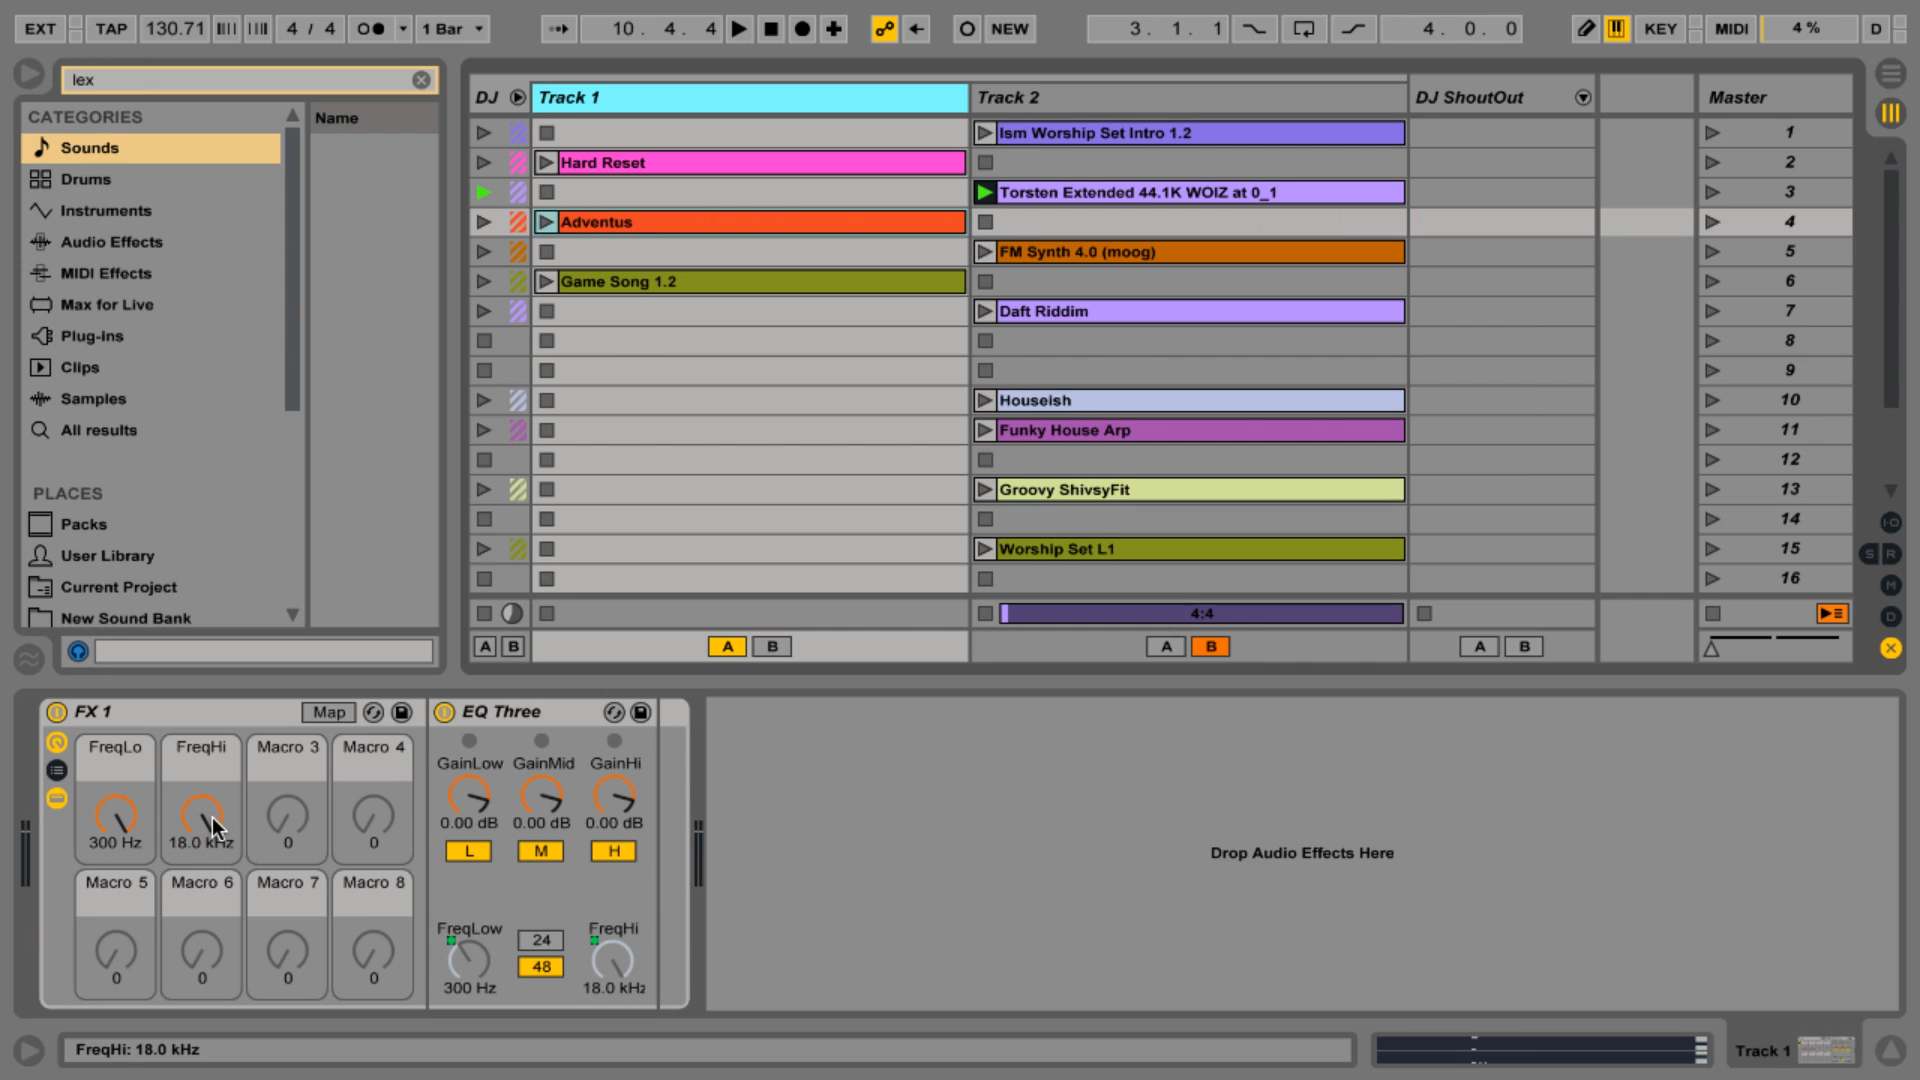 EXT TAP 130.71 4 / 4 1 Bar 10. 4. 4 NEW 3. 1. 1 4. 0. 0 KEY MIDI 4 % D
lex
CATEGORIES
Name
Sounds
Drums
Instruments
Audio Effects
MIDI Effects
Max for Live
Plug-ins
Clips
Samples
All results
PLACES
Packs
User Library
Current Project
New Sound Bank
DJ Track 1 Track 2 DJ ShoutOut Master
Ism Worship Set Intro 1.2 1
Hard Reset 2
Torsten Extended 44.1K WOIZ at 0_1 3
Adventus 4
FM Synth 4.0 (moog) 5
Game Song 1.2 6
Daft Riddim 7
8
9
Houseish 10
Funky House Arp 11
12
Groovy ShivsyFit 13
14
Worship Set L1 15
16
4:4
A B A B A B A B
I-O
S R
M
D
FX 1 Map EQ Three
FreqLo FreqHi Macro 3 Macro 4
GainLow GainMid GainHi
300 Hz 18.0 kHz 0 0
0.00 dB 0.00 dB 0.00 dB
L M H
Macro 5 Macro 6 Macro 7 Macro 8
0 0 0 0
FreqLow 24 FreqHi
48
300 Hz 18.0 kHz
Drop Audio Effects Here
FreqHi: 18.0 kHz
Track 1